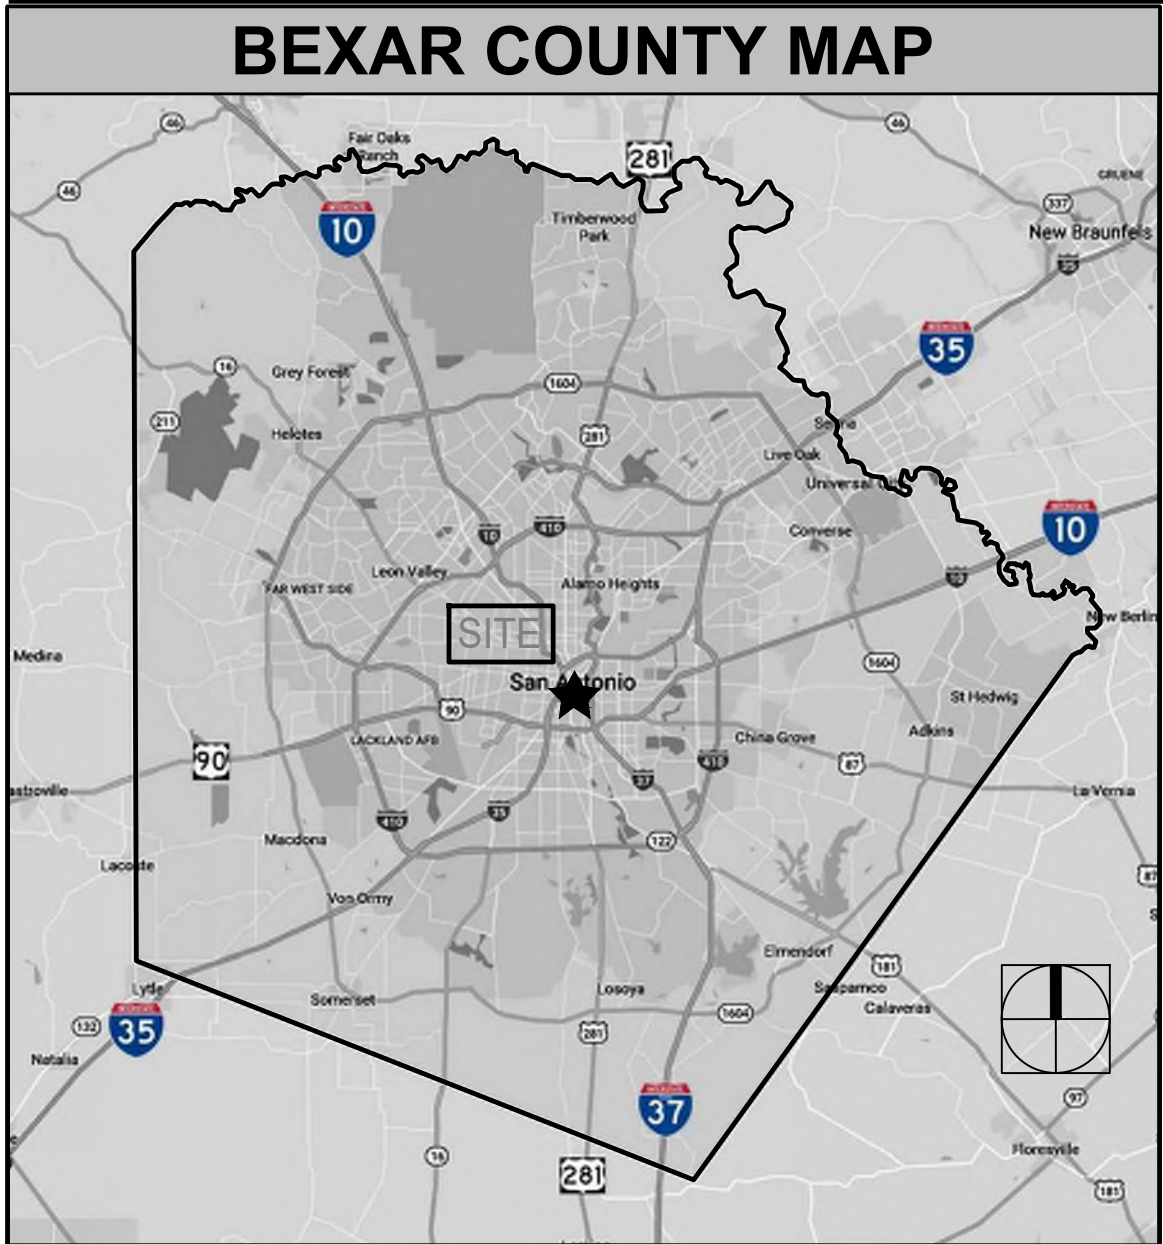 BEXAR COUNTY MAP
46
Fair Oaks
Ranch
281
46
GRUENE
46
337
10
Timberwood
Park
New Braunfels
35
35
16
Grey Forest
1604
211
Helotes
281
Live Oak
10
410
Converse
10
Leon Valley
Alamo Heights
10
FAR WEST SIDE
SITE
New Berlin
Medina
1604
San Antonio
St Hedwig
90
LACKLAND AFB
China Grove
Adkins
90
410
87
37
La Vernia
410
35
Macdona
122
Von Ormy
87
Elmendorf
181
Lytle
Somerset
Losoya
Calaveras
132
35
281
1604
Natalia
97
37
Floresville
16
281
181